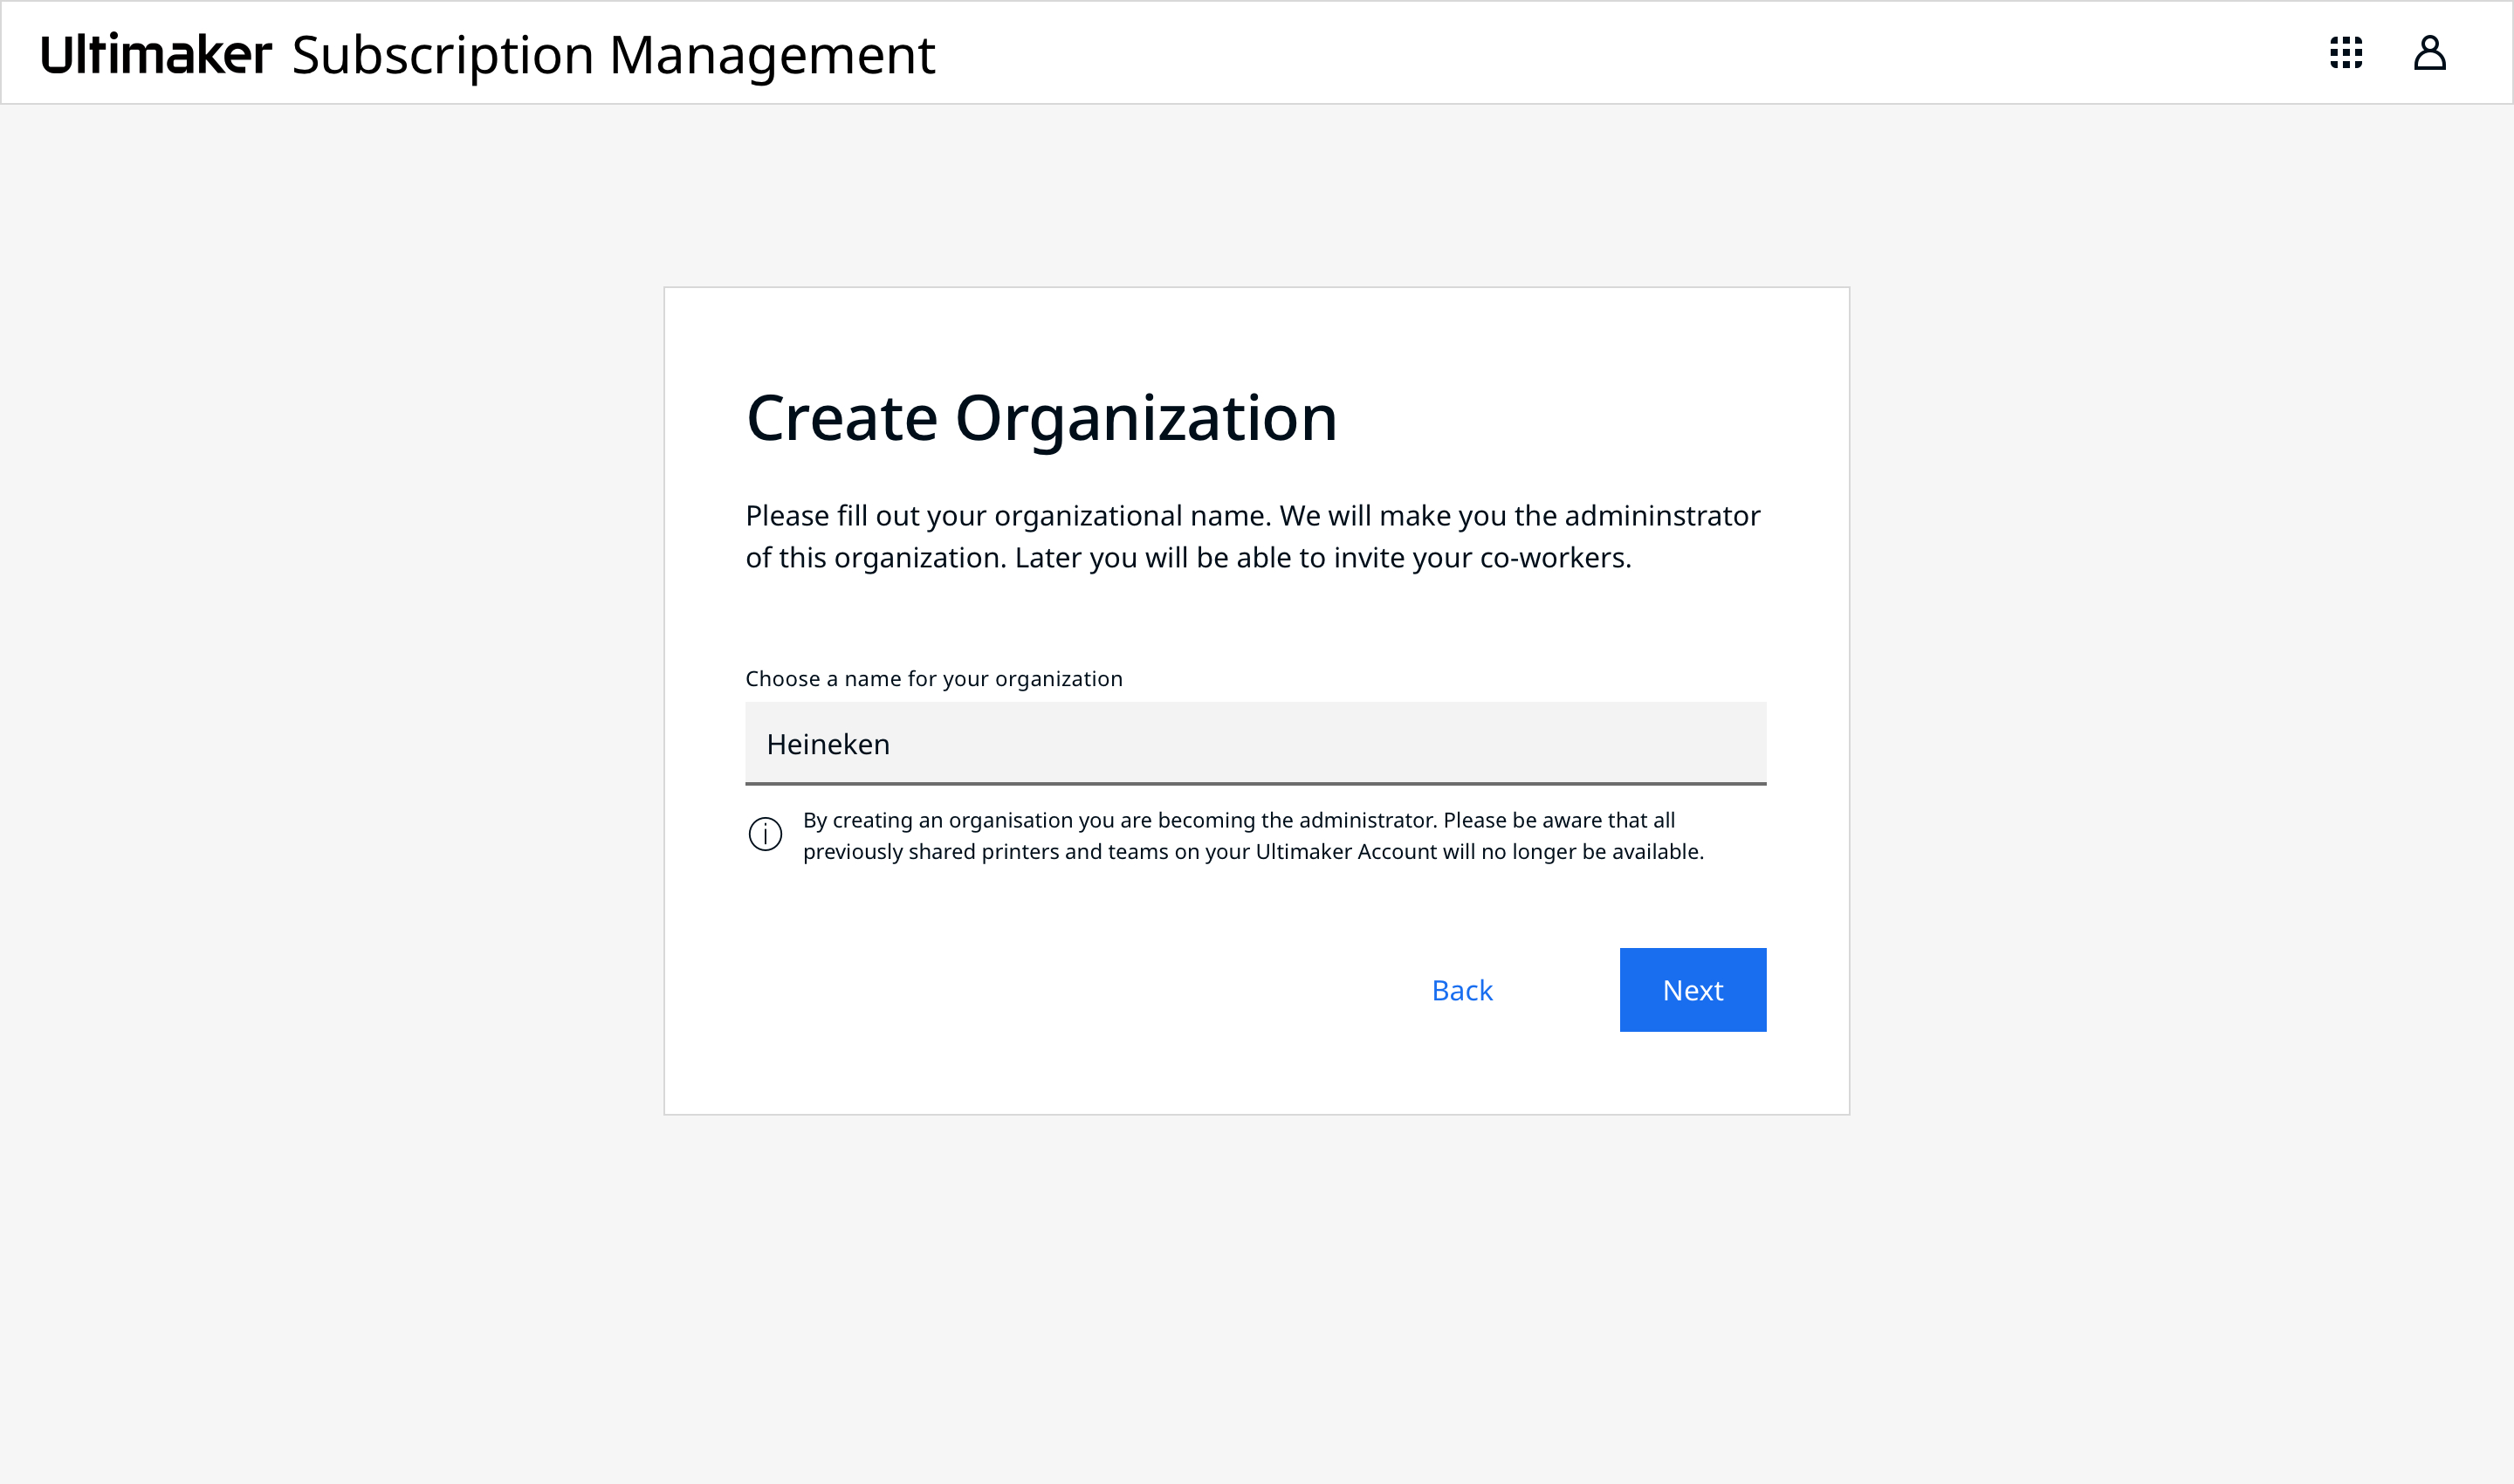 Ultimaker Subscription Management
Create Organization
Please fill out your organizational name. We will make you the admininstrator
of this organization. Later you will be able to invite your co-workers.
Choose a name for your organization
Heineken
By creating an organisation you are becoming the administrator. Please be aware that all
previously shared printers and teams on your Ultimaker Account will no longer be available.
Back Next